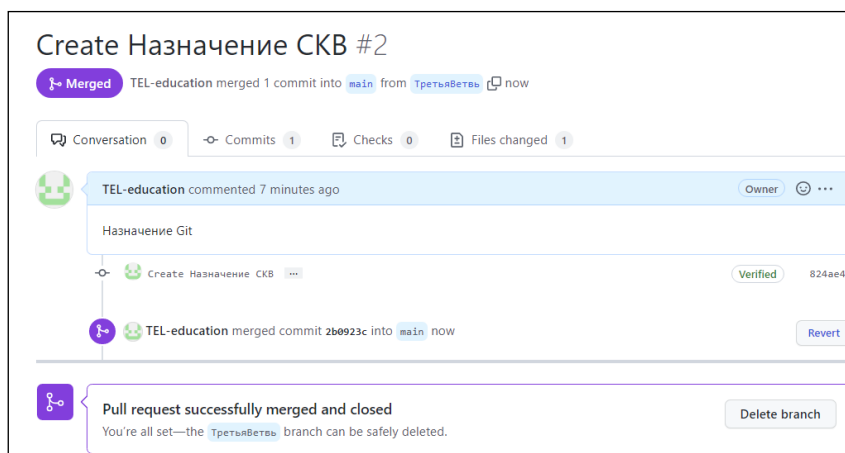 Create Назначение СКВ #2
Merged TEL-education merged 1 commit into main from ТретьяВетвь now
Conversation 0 Commits 1 Checks 0 Files changed 1
TEL-education commented 7 minutes ago Owner
Назначение Git
Create Назначение СКВ ... Verified 824ae4
TEL-education merged commit 2b0923c into main now Revert
Pull request successfully merged and closed
You're all set—the ТретьяВетвь branch can be safely deleted.
Delete branch